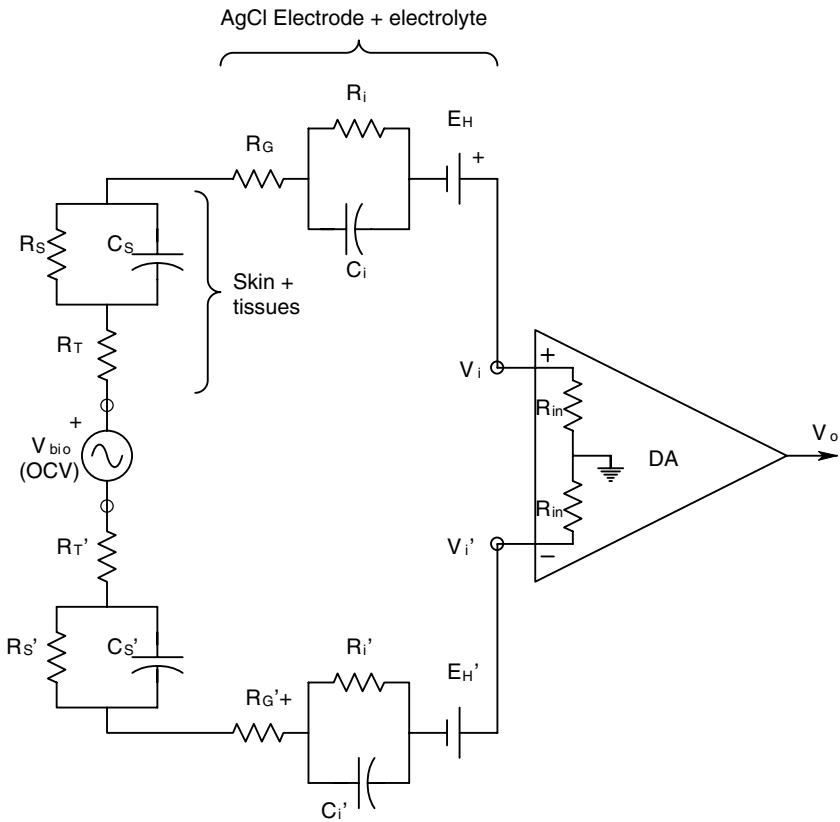 AgCl Electrode + electrolyte
Ri
EH
RG
+
Ci
RS
CS
Skin +
tissues
RT
+
Vbio
(OCV)
Vi
+
Rin
DA
Vo
Rin
Vi'
−
RT'
RS'
CS'
Ri'
EH'
RG'+
Ci'